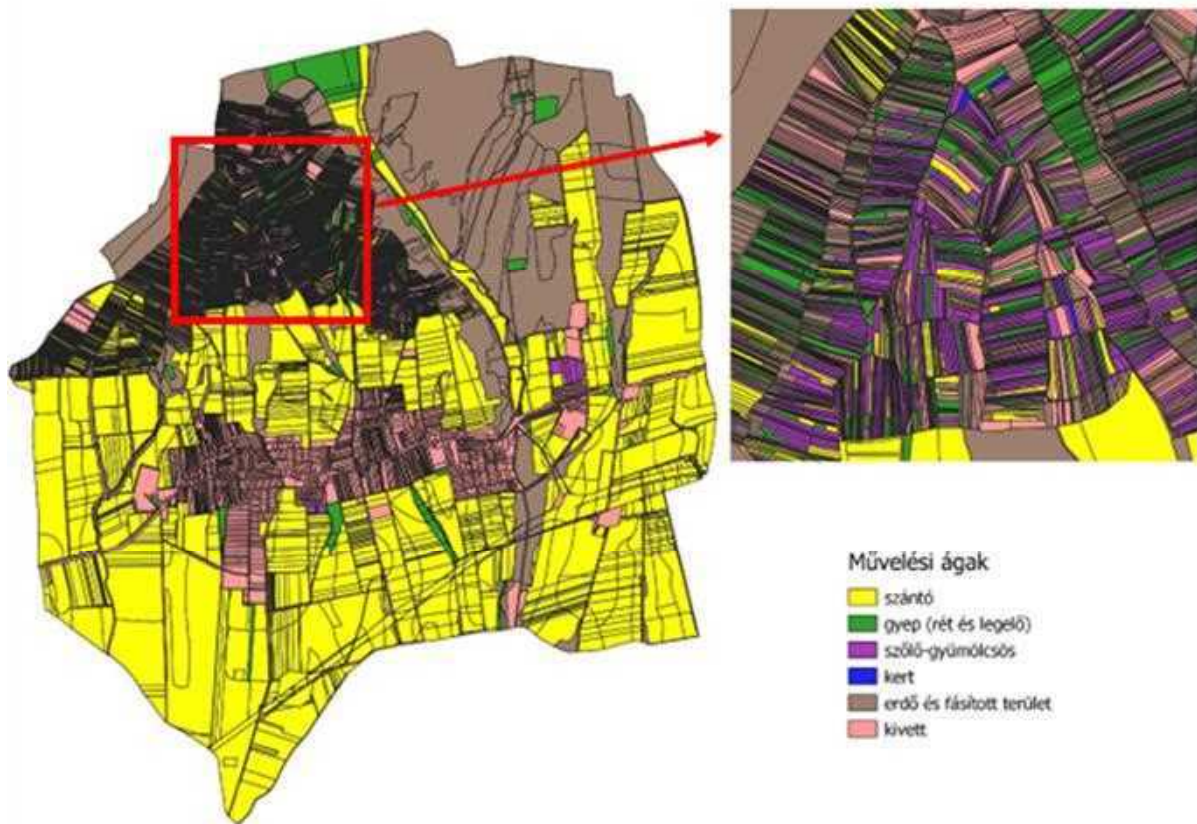 Művelési ágak
szántó
gyep (rét és legelő)
szőlő-gyümölcsös
kert
erdő és fásított terület
kivett